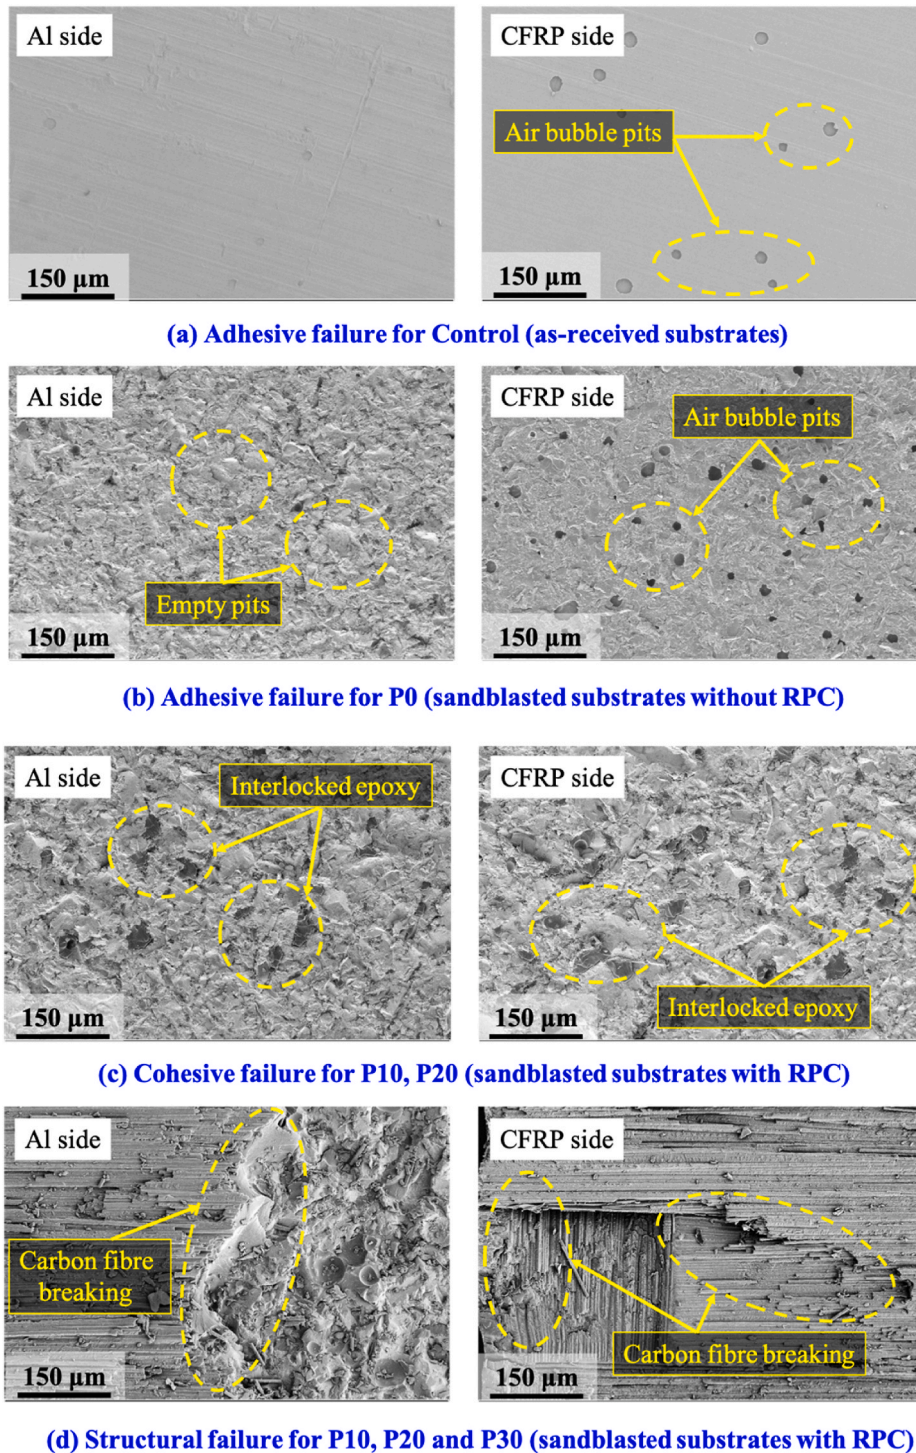 Al side
CFRP side
Air bubble pits
150 µm
150 µm
(a) Adhesive failure for Control (as-received substrates)
Al side
CFRP side
Air bubble pits
Empty pits
150 µm
150 µm
(b) Adhesive failure for P0 (sandblasted substrates without RPC)
Al side
Interlocked epoxy
CFRP side
Interlocked epoxy
150 µm
150 µm
(c) Cohesive failure for P10, P20 (sandblasted substrates with RPC)
Al side
CFRP side
Carbon fibre
breaking
Carbon fibre breaking
150 µm
150 µm
(d) Structural failure for P10, P20 and P30 (sandblasted substrates with RPC)